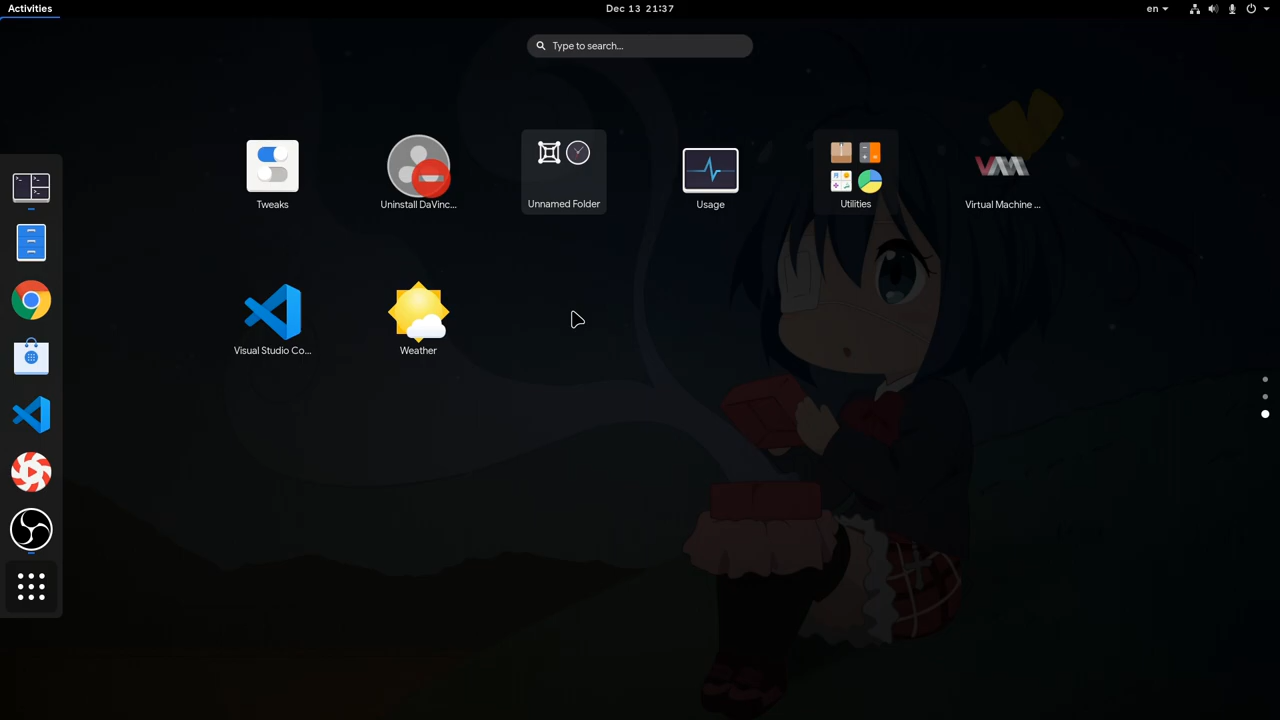 Activities
Dec 13 21:37
en
Type to search...
Tweaks
Uninstall DaVinc...
Unnamed Folder
Usage
Utilities
Virtual Machine ...
Visual Studio Co...
Weather